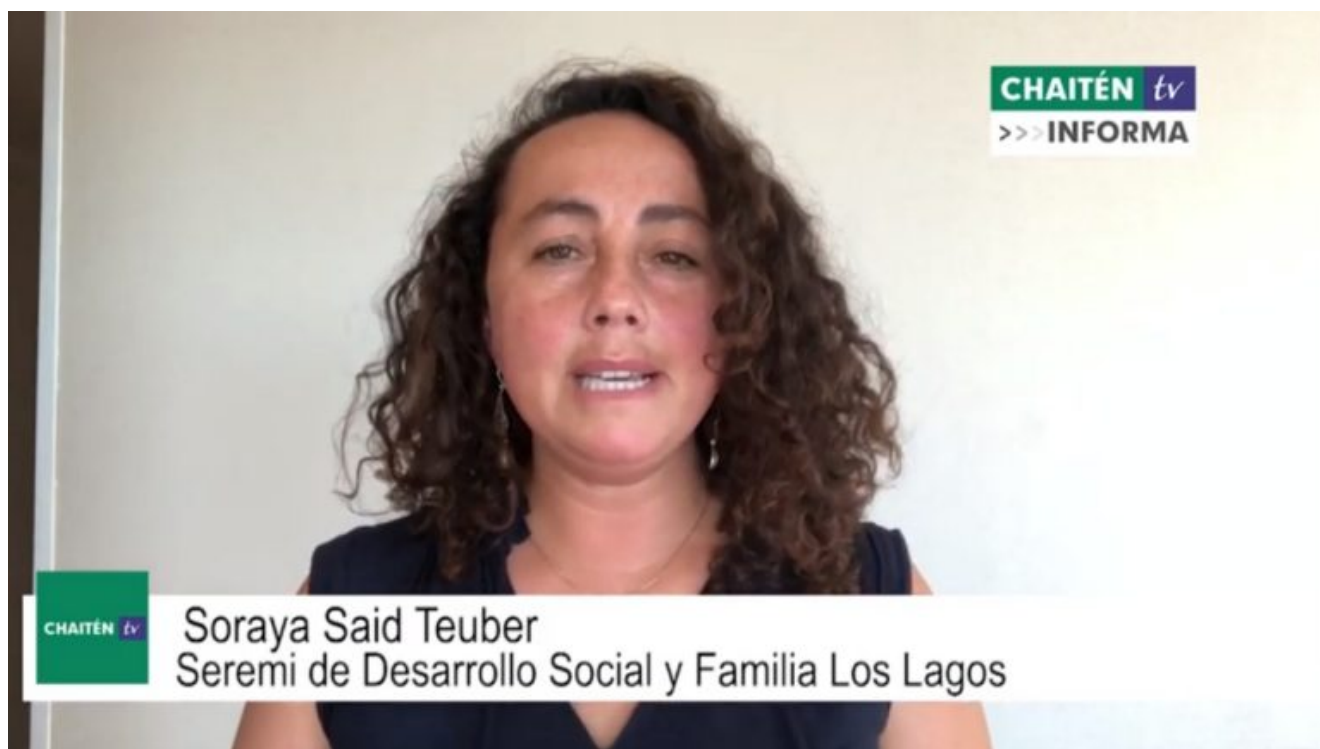 CHAITÉN tv
>>>INFORMA
CHAITÉN tv
Soraya Said Teuber
Seremi de Desarrollo Social y Familia Los Lagos